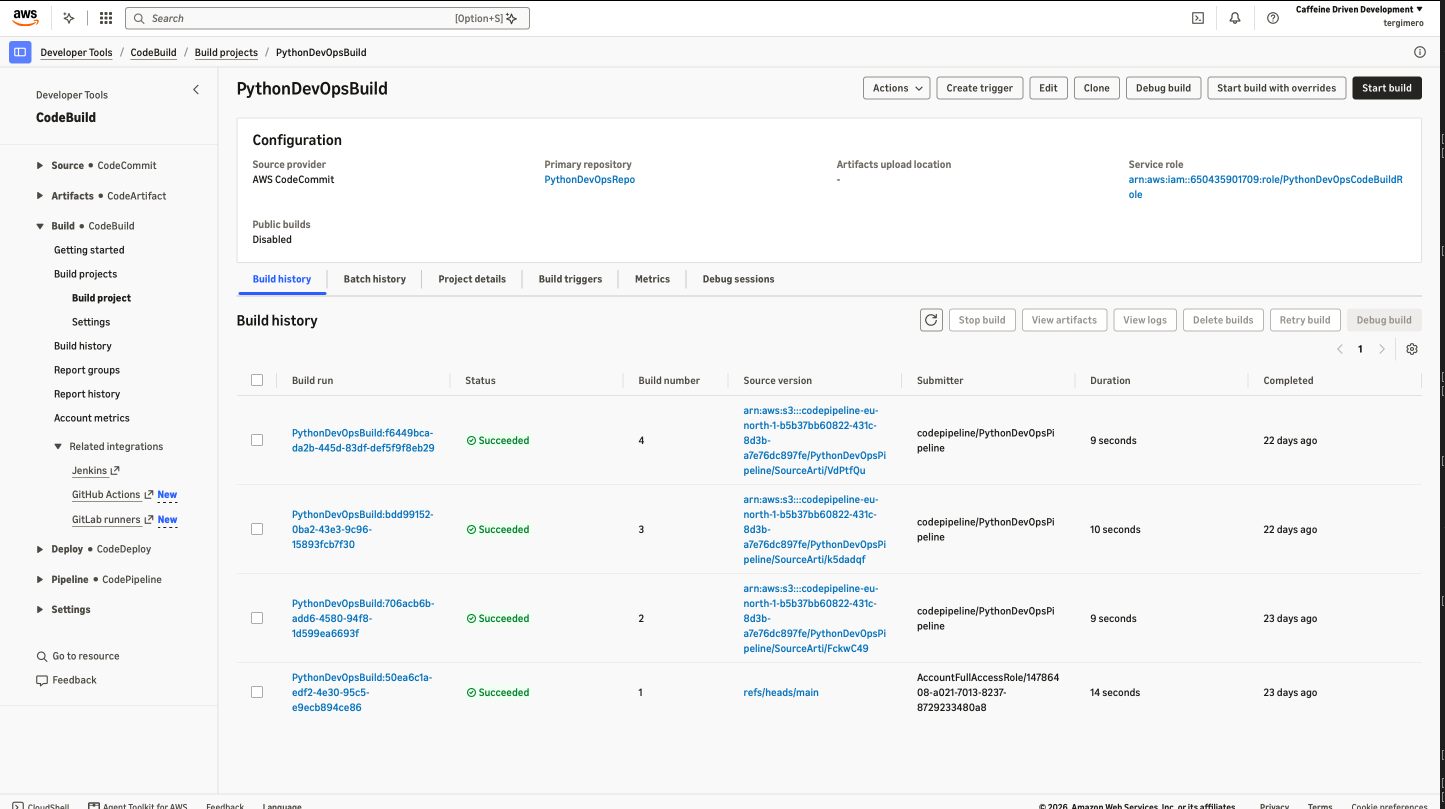 aws
Search
[Option+S]
Caffeine Driven Development
tergimero
Developer Tools / CodeBuild / Build projects / PythonDevOpsBuild
Developer Tools
CodeBuild
Source • CodeCommit
Artifacts • CodeArtifact
Build • CodeBuild
Getting started
Build projects
Build project
Settings
Build history
Report groups
Report history
Account metrics
Related integrations
Jenkins
GitHub Actions New
GitLab runners New
Deploy • CodeDeploy
Pipeline • CodePipeline
Settings
Go to resource
Feedback
PythonDevOpsBuild
Actions Create trigger Edit Clone Debug build Start build with overrides Start build
Configuration
Source provider
AWS CodeCommit
Primary repository
PythonDevOpsRepo
Artifacts upload location
-
Service role
arn:aws:iam::650435901709:role/PythonDevOpsCodeBuildR
ole
Public builds
Disabled
Build history Batch history Project details Build triggers Metrics Debug sessions
Build history
Stop build View artifacts View logs Delete builds Retry build Debug build
1
Build run Status Build number Source version Submitter Duration Completed
PythonDevOpsBuild:f6449bca-
da2b-445d-83df-def5f9f8eb29
Succeeded
4
arn:aws:s3:::codepipeline-eu-
north-1-b5b37bb60822-431c-
8d3b-
a7e76dc897fe/PythonDevOpsPi
peline/SourceArti/VdPtfQu
codepipeline/PythonDevOpsPi
peline
9 seconds
22 days ago
PythonDevOpsBuild:bdd99152-
0ba2-43e3-9c96-
15893fcb7f30
Succeeded
3
arn:aws:s3:::codepipeline-eu-
north-1-b5b37bb60822-431c-
8d3b-
a7e76dc897fe/PythonDevOpsPi
peline/SourceArti/k5dadqf
codepipeline/PythonDevOpsPi
peline
10 seconds
22 days ago
PythonDevOpsBuild:706acb6b-
add6-4580-94f8-
1d599ea6693f
Succeeded
2
arn:aws:s3:::codepipeline-eu-
north-1-b5b37bb60822-431c-
8d3b-
a7e76dc897fe/PythonDevOpsPi
peline/SourceArti/FckwC49
codepipeline/PythonDevOpsPi
peline
9 seconds
23 days ago
PythonDevOpsBuild:50ea6c1a-
edf2-4e30-95c5-
e9ecb894ce86
Succeeded
1
refs/heads/main
AccountFullAccessRole/147864
08-a021-7013-8237-
8729233480a8
14 seconds
23 days ago
CloudShell Agent Toolkit for AWS Feedback Language © 2026, Amazon Web Services, Inc. or its affiliates. Privacy Terms Cookie preferences